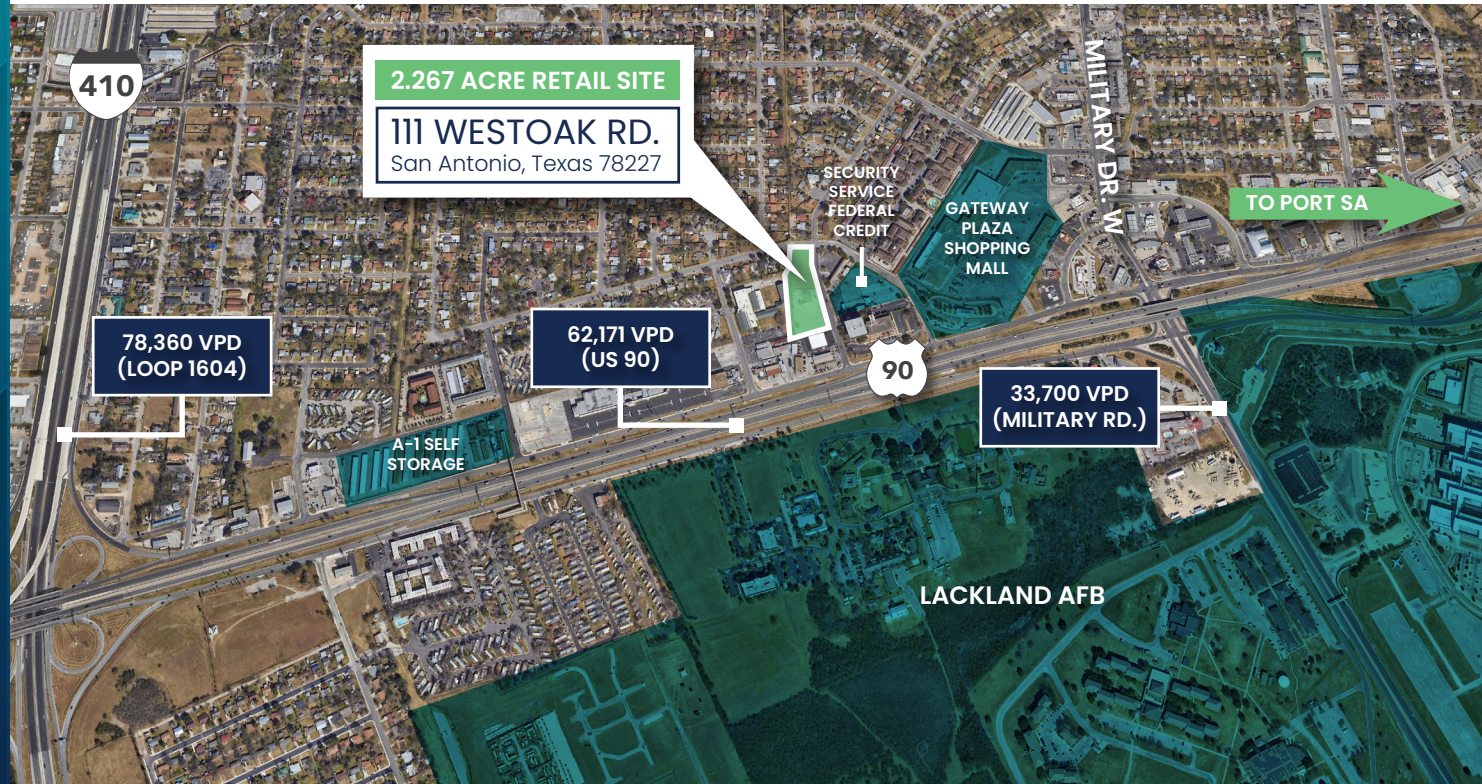 410
2.267 ACRE RETAIL SITE
111 WESTOAK RD.
San Antonio, Texas 78227
MILITARY DR. W
SECURITY
SERVICE
FEDERAL
CREDIT
GATEWAY
PLAZA
SHOPPING
MALL
TO PORT SA
78,360 VPD
(LOOP 1604)
62,171 VPD
(US 90)
90
33,700 VPD
(MILITARY RD.)
A-1 SELF
STORAGE
LACKLAND AFB